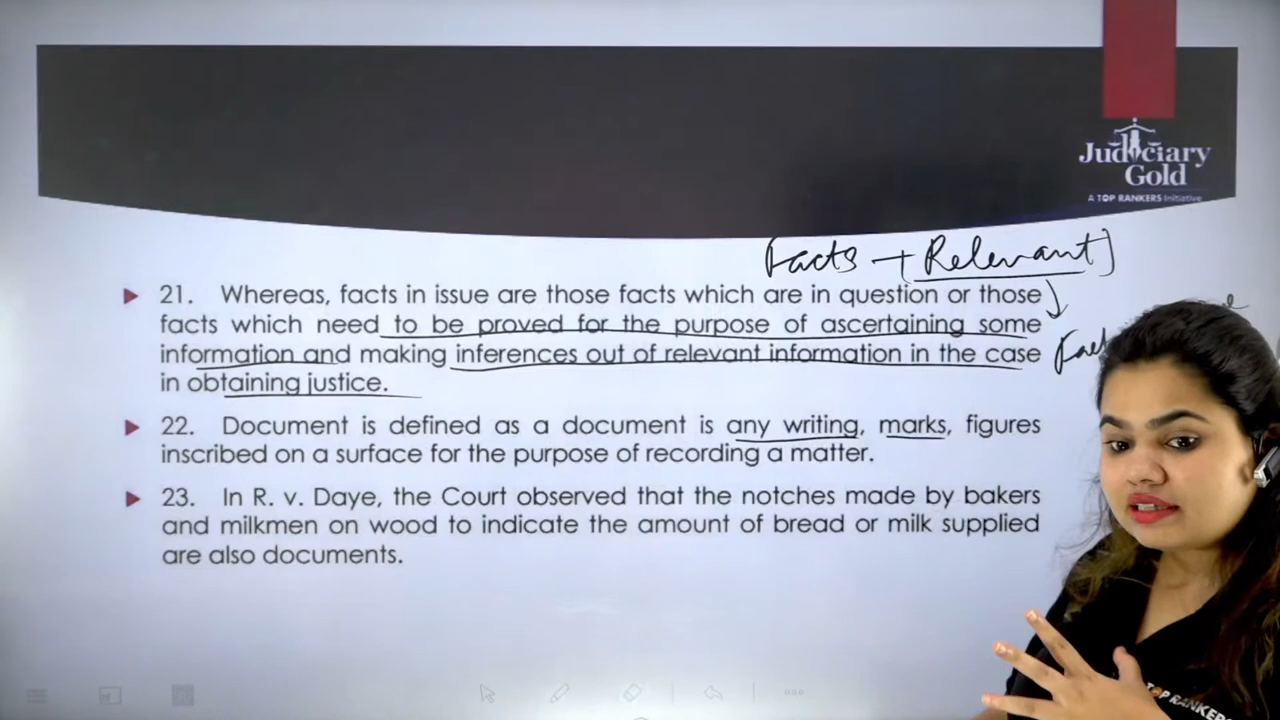 Judiciary
Gold
A TOP RANKERS Initiative
Facts + Relevant]
21. Whereas, facts in issue are those facts which are in question or those
facts which need to be proved for the purpose of ascertaining some
information and making inferences out of relevant information in the case
in obtaining justice.
22. Document is defined as a document is any writing, marks, figures
inscribed on a surface for the purpose of recording a matter.
23. In R. v. Daye, the Court observed that the notches made by bakers
and milkmen on wood to indicate the amount of bread or milk supplied
are also documents.
TOP RANKERS